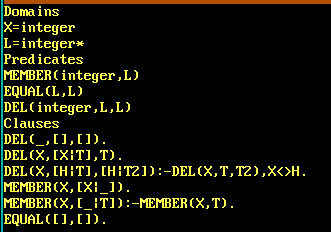 Domains
X=integer
L=integer*
Predicates
MEMBER(integer,L)
EQUAL(L,L)
DEL(integer,L,L)
Clauses
DEL(_,[],[]).
DEL(X,[X¦T],T).
DEL(X,[H¦T],[H¦T2]):-DEL(X,T,T2),X<>H.
MEMBER(X,[X¦_]).
MEMBER(X,[_¦T]):-MEMBER(X,T).
EQUAL([],[]).